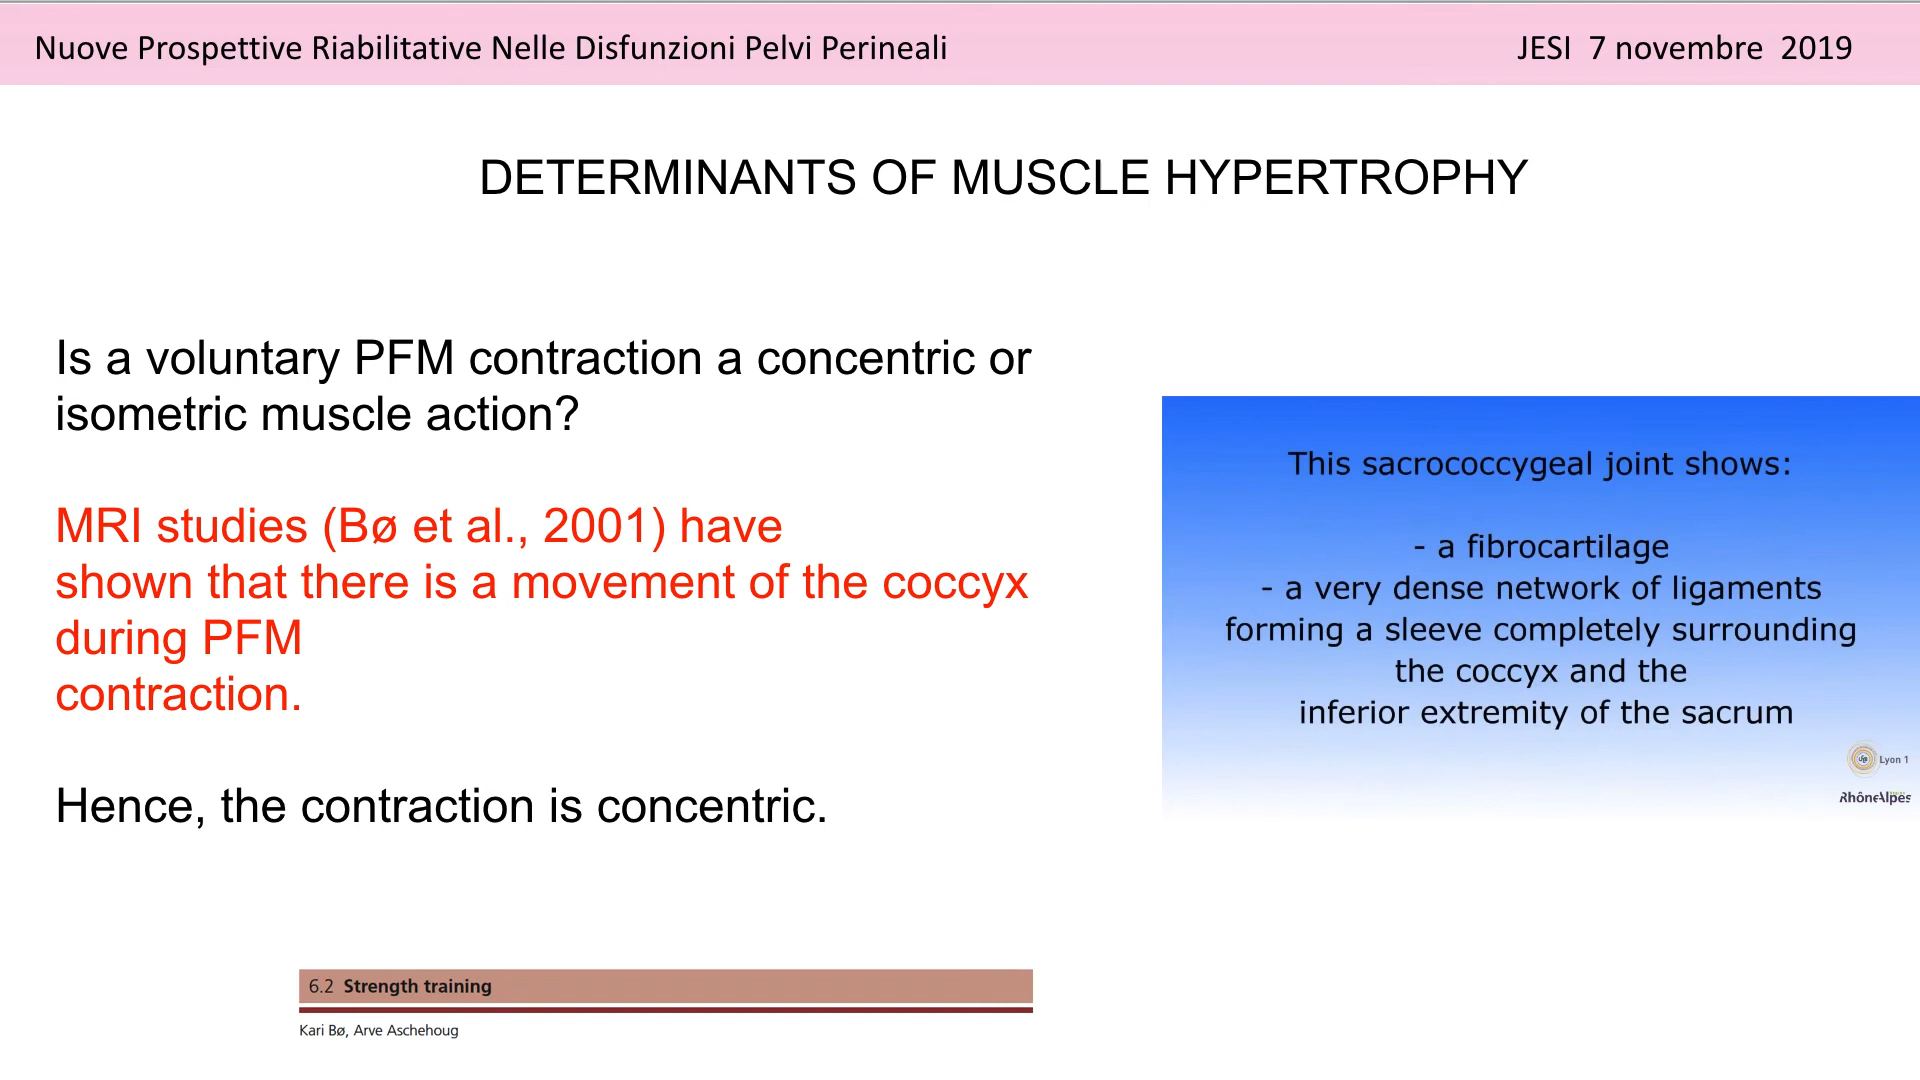 Nuove Prospettive Riabilitative Nelle Disfunzioni Pelvi Perineali JESI 7 novembre 2019
DETERMINANTS OF MUSCLE HYPERTROPHY
Is a voluntary PFM contraction a concentric or
isometric muscle action?
MRI studies (Bø et al., 2001) have
shown that there is a movement of the coccyx
during PFM
contraction.
Hence, the contraction is concentric.
This sacrococcygeal joint shows:
- a fibrocartilage
- a very dense network of ligaments
forming a sleeve completely surrounding
the coccyx and the
inferior extremity of the sacrum
Lyon 1
RhôneAlpes
6.2 Strength training
Kari Bø, Arve Aschehoug